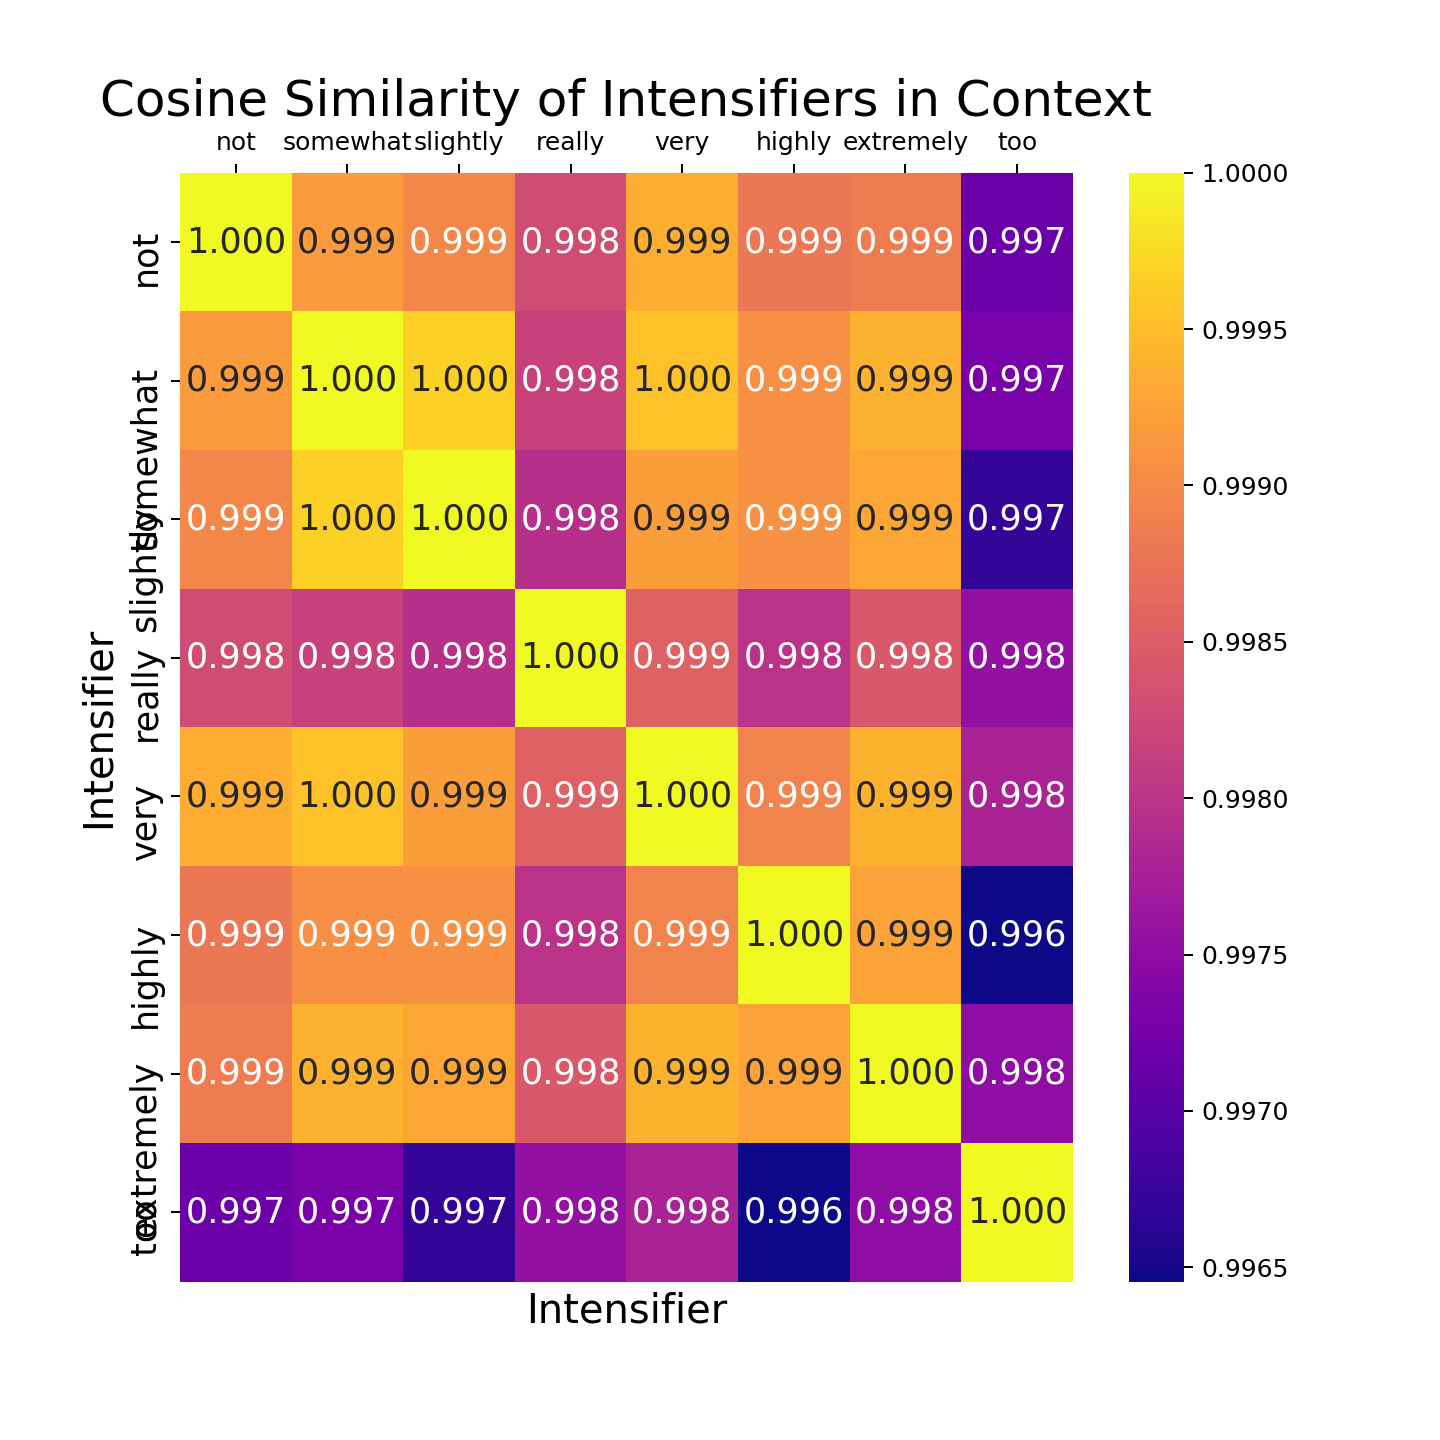 Cosine Similarity of Intensifiers in Context
not somewhat slightly really very highly extremely too
not 1.000 0.999 0.999 0.998 0.999 0.999 0.999 0.997
somewhat 0.999 1.000 1.000 0.998 1.000 0.999 0.999 0.997
slightly 0.999 1.000 1.000 0.998 0.999 0.999 0.999 0.997
really 0.998 0.998 0.998 1.000 0.999 0.998 0.998 0.998
very 0.999 1.000 0.999 0.999 1.000 0.999 0.999 0.998
highly 0.999 0.999 0.999 0.998 0.999 1.000 0.999 0.996
extremely 0.999 0.999 0.999 0.998 0.999 0.999 1.000 0.998
too 0.997 0.997 0.997 0.998 0.998 0.996 0.998 1.000
Intensifier
Intensifier
1.0000
0.9995
0.9990
0.9985
0.9980
0.9975
0.9970
0.9965